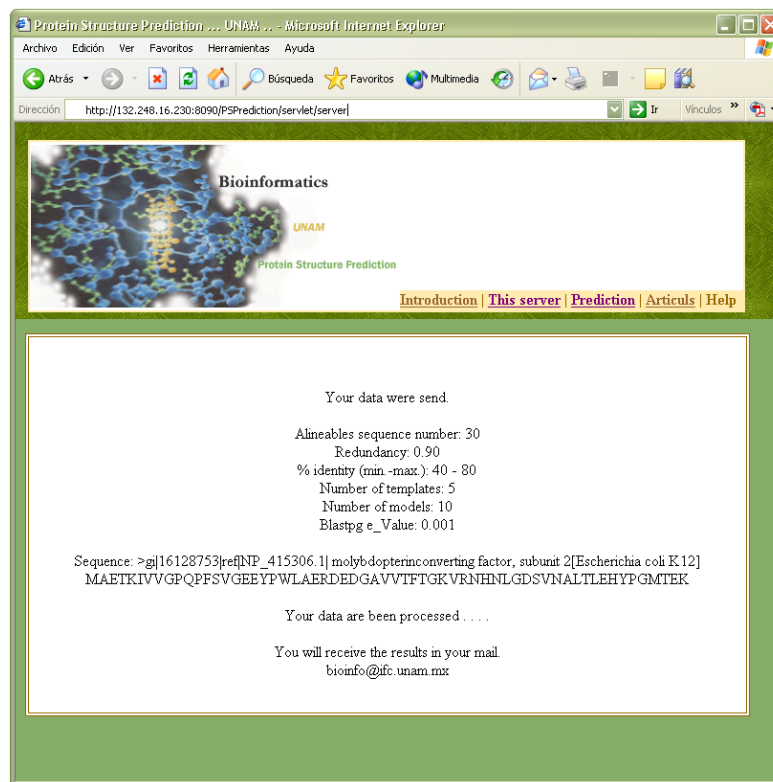 Protein Structure Prediction ... UNAM .. - Microsoft Internet Explorer
Archivo Edición Ver Favoritos Herramientas Ayuda
Atrás Búsqueda Favoritos Multimedia
Dirección http://132.248.16.230:8090/PSPrediction/servlet/server Ir Vínculos »
Bioinformatics
UNAM
Protein Structure Prediction
Introduction | This server | Prediction | Articuls | Help
Your data were send.
Alineables sequence number: 30
Redundancy: 0.90
% identity (min.-max.): 40 - 80
Number of templates: 5
Number of models: 10
Blastpg e_Value: 0.001
Sequence: >gi|16128753|ref|NP_415306.1| molybdopterinconverting factor, subunit 2[Escherichia coli K12]
MAETKIVVGPQPFSVGEEYPWLAERDEDGAVVTFTGKVRNHNLGDSVNALTLEHYPGMTEK
Your data are been processed . . . .
You will receive the results in your mail.
bioinfo@ifc.unam.mx